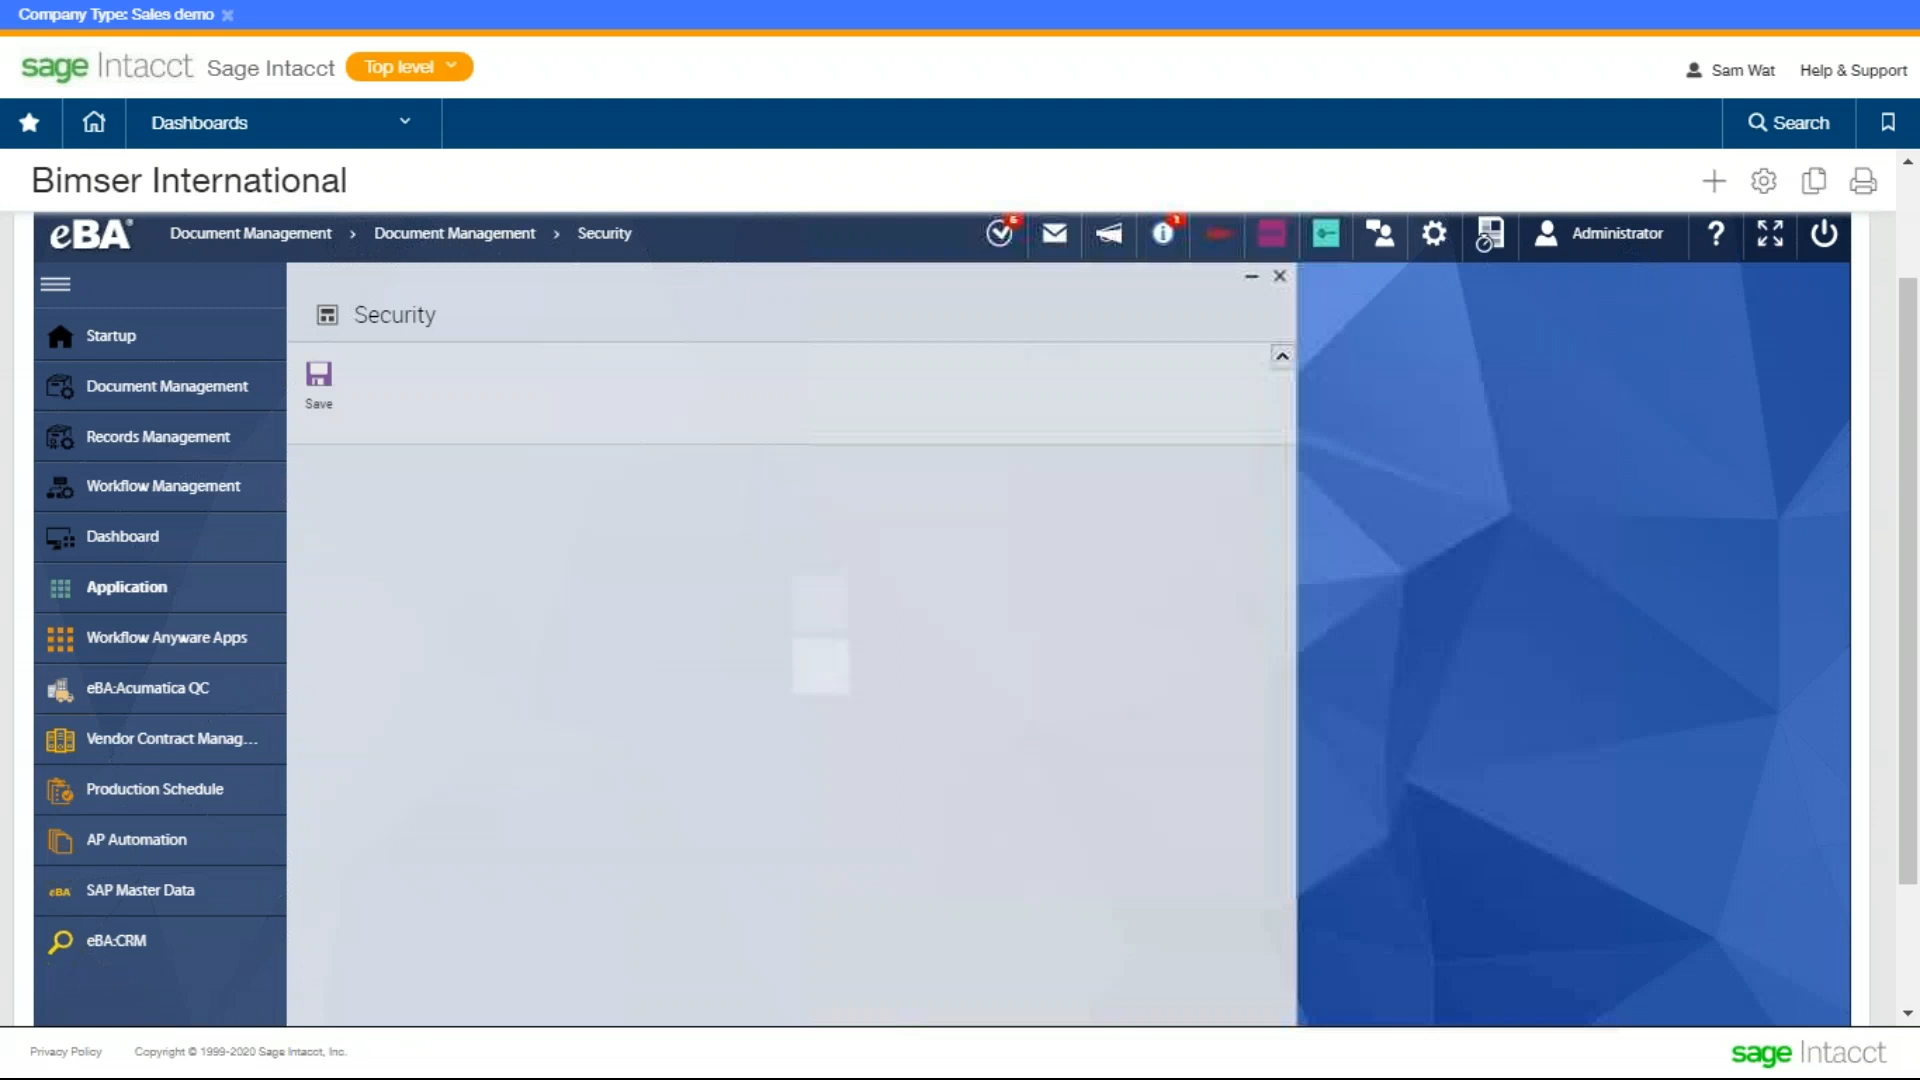 Company Type: Sales demo
sage Intacct Sage Intacct Top level
Sam Wat Help & Support
Dashboards
Search
Bimser International
eBA Document Management > Document Management > Security
6
1
Administrator
?
Security
Save
Startup
Document Management
Records Management
Workflow Management
Dashboard
Application
Workflow Anyware Apps
eBA:Acumatica QC
Vendor Contract Manag...
Production Schedule
AP Automation
eBA SAP Master Data
eBA:CRM
Privacy Policy Copyright © 1999-2020 Sage Intacct, Inc.
sage Intacct